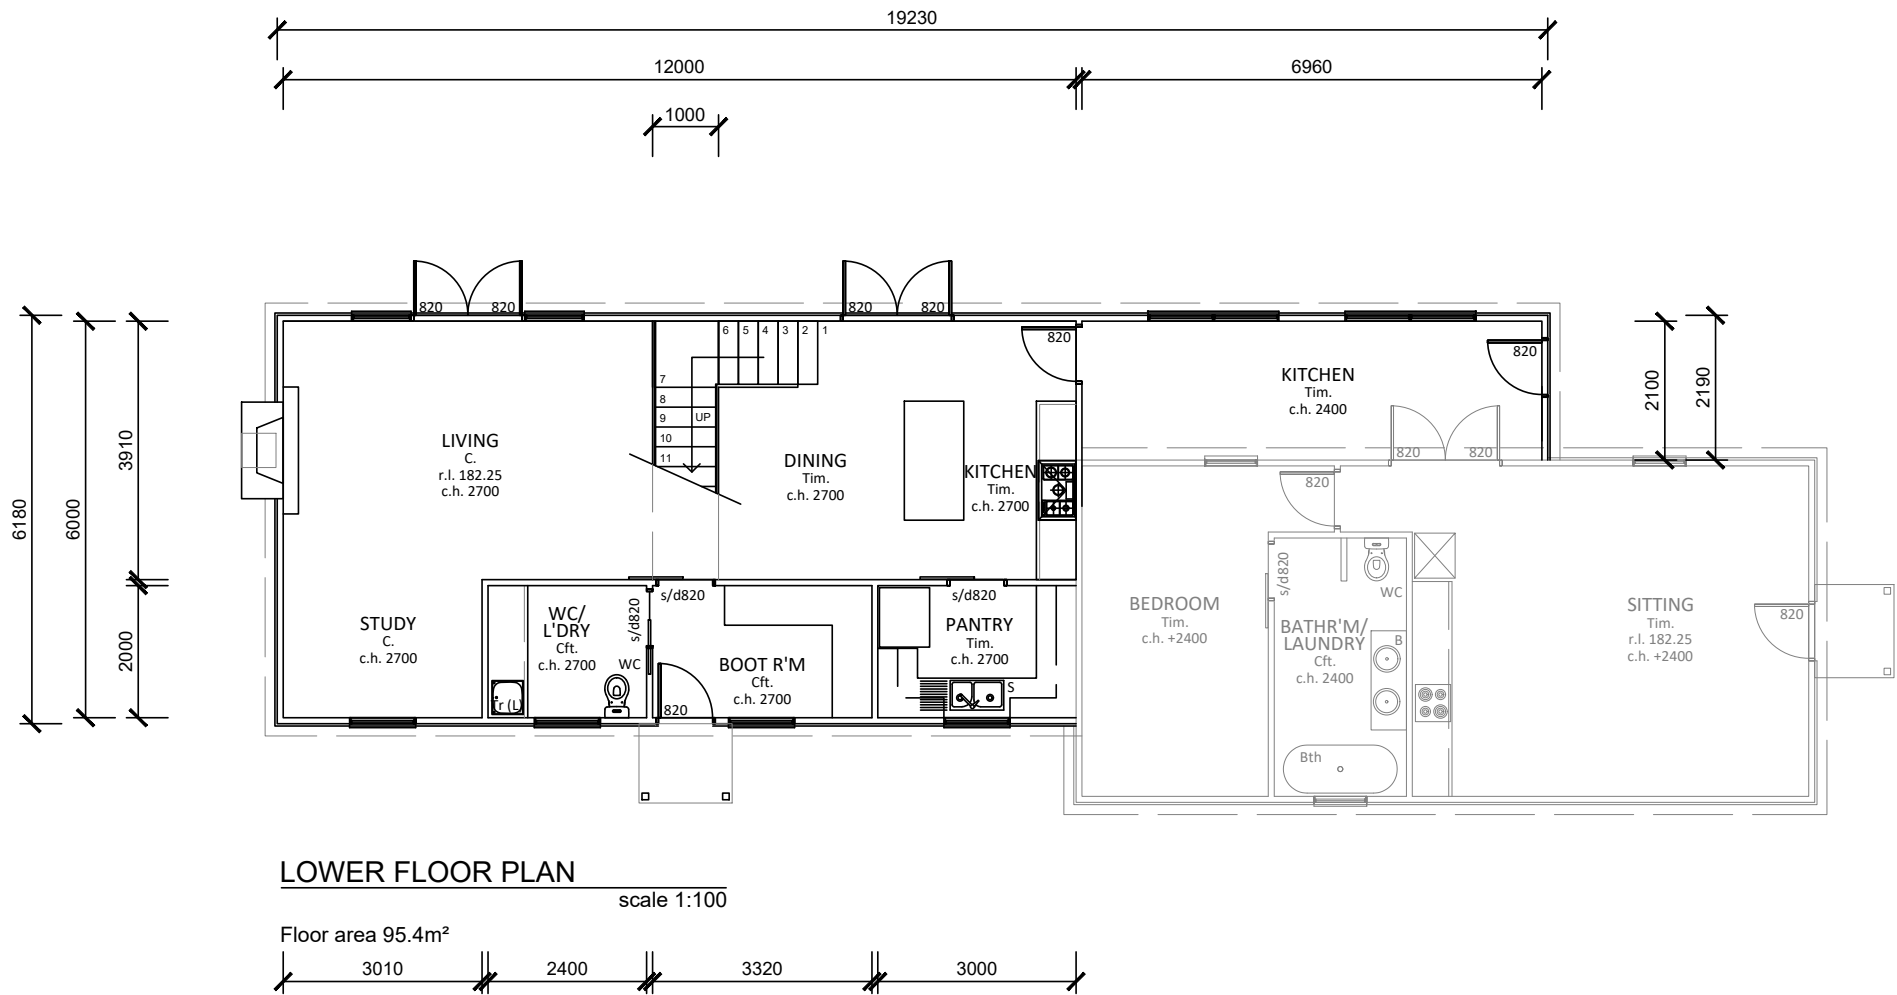 19230
12000
6960
1000
820
820
820
820
6
5
4
3
2
1
820
820
7
8
9
UP
10
11
KITCHEN
Tim.
c.h. 2400
2100
2190
3910
6180
6000
2000
LIVING
C.
r.l. 182.25
c.h. 2700
DINING
Tim.
c.h. 2700
KITCHEN
Tim.
c.h. 2700
820
820
820
s/d820
s/d820
s/d820
s/d820
STUDY
C.
c.h. 2700
WC/
L'DRY
Cft.
c.h. 2700
WC
r (L)
BOOT R'M
Cft.
c.h. 2700
820
PANTRY
Tim.
c.h. 2700
S
BEDROOM
Tim.
c.h. +2400
WC
BATHR'M/
LAUNDRY
Cft.
c.h. 2400
B
Bth
SITTING
Tim.
r.l. 182.25
c.h. +2400
820
LOWER FLOOR PLAN
scale 1:100
Floor area 95.4m²
3010
2400
3320
3000